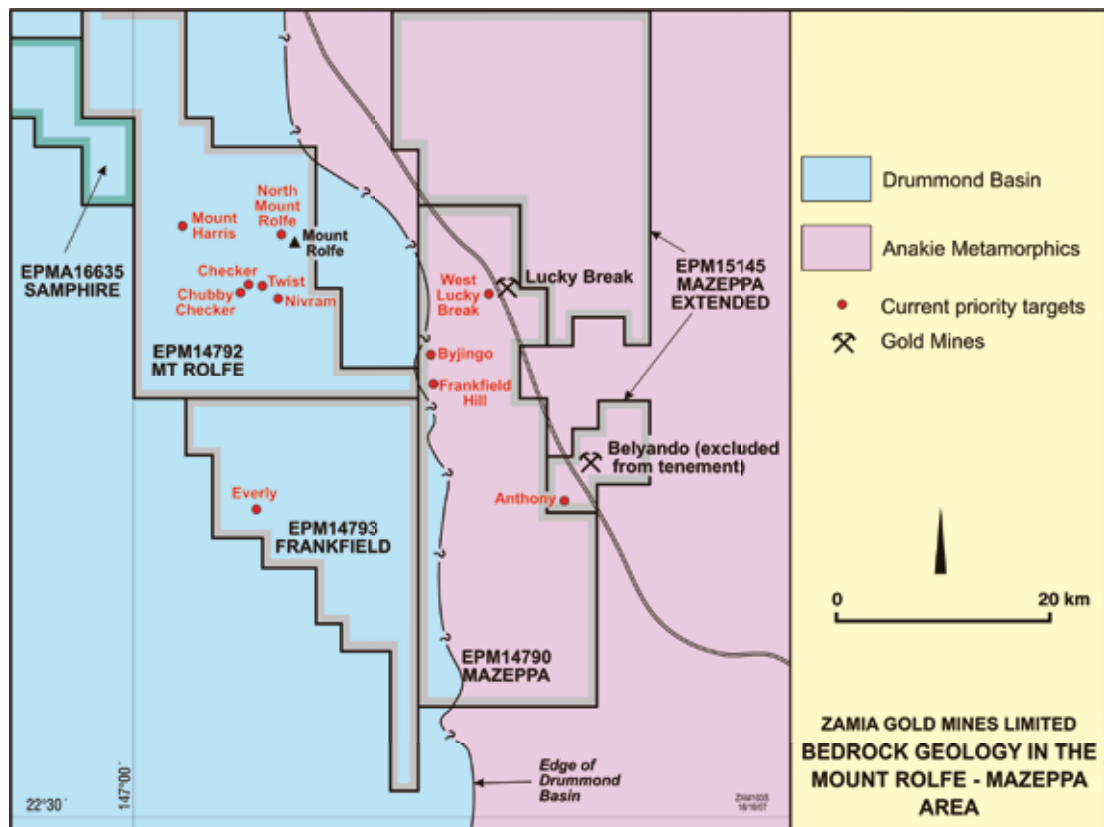 North
Mount
Rolfe
Mount
Harris
Mount
Rolfe
EPMA16635
SAMPHIRE
Checker
Twist
Chubby
Checker
Nivram
EPM14792
MT ROLFE
West
Lucky
Break
Lucky Break
EPM15145
MAZEPPA
EXTENDED
Byjingo
Frankfield
Hill
Belyando (excluded
from tenement)
Anthony
Everly
EPM14793
FRANKFIELD
EPM14790
MAZEPPA
Edge of
Drummond
Basin
147°00´
22°30´
? ? ? ? ? ? ? ? ? ? ? ?
Drummond Basin
Anakie Metamorphics
Current priority targets
Gold Mines
0 20 km
ZAMIA GOLD MINES LIMITED
BEDROCK GEOLOGY IN THE
MOUNT ROLFE - MAZEPPA
AREA